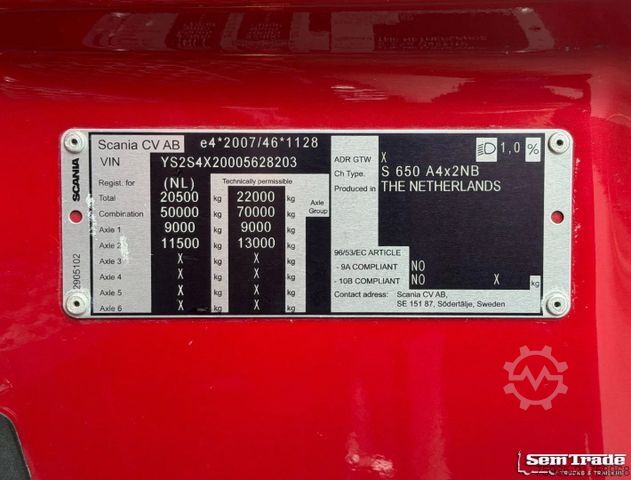 SCANIA
2905102
Scania CV AB e4*2007/46*1128
VIN YS2S4X20005628203
Regist. for (NL) Technically permissible
Total 20500 kg 22000 kg Axle Group
Combination 50000 kg 70000 kg
Axle 1 9000 kg 9000 kg
Axle 2 11500 kg 13000 kg
Axle 3 X kg X kg
Axle 4 X kg X kg
Axle 5 X kg X kg
Axle 6 X kg X kg
ADR GTW X 1,0 %
Ch Type. S 650 A4x2NB
Produced in THE NETHERLANDS
96/53/EC ARTICLE
- 9A COMPLIANT NO
- 10B COMPLIANT NO X kg
Contact adress: Scania CV AB,
SE 151 87, Södertälje, Sweden
Sem Trade
TRUCKS & TRAILERS